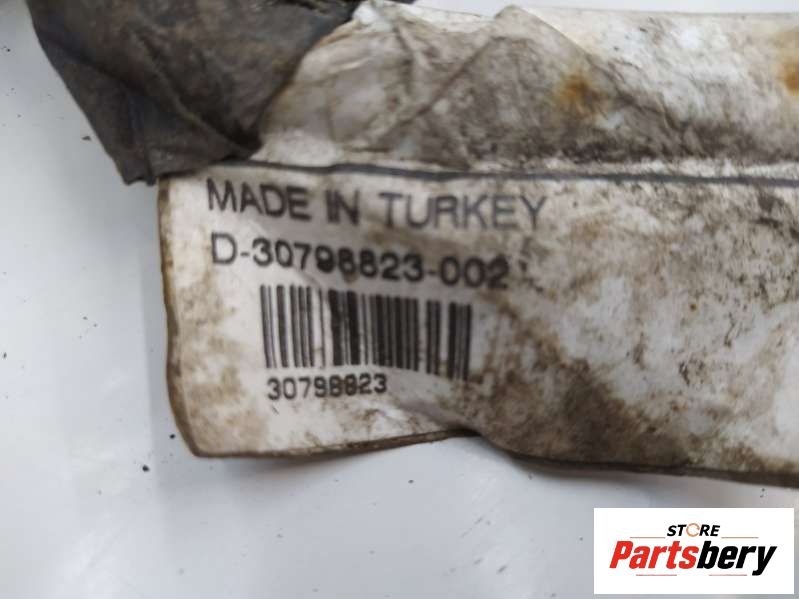 MADE IN TURKEY
D-30798823-002
30798823
STORE
Partsbery